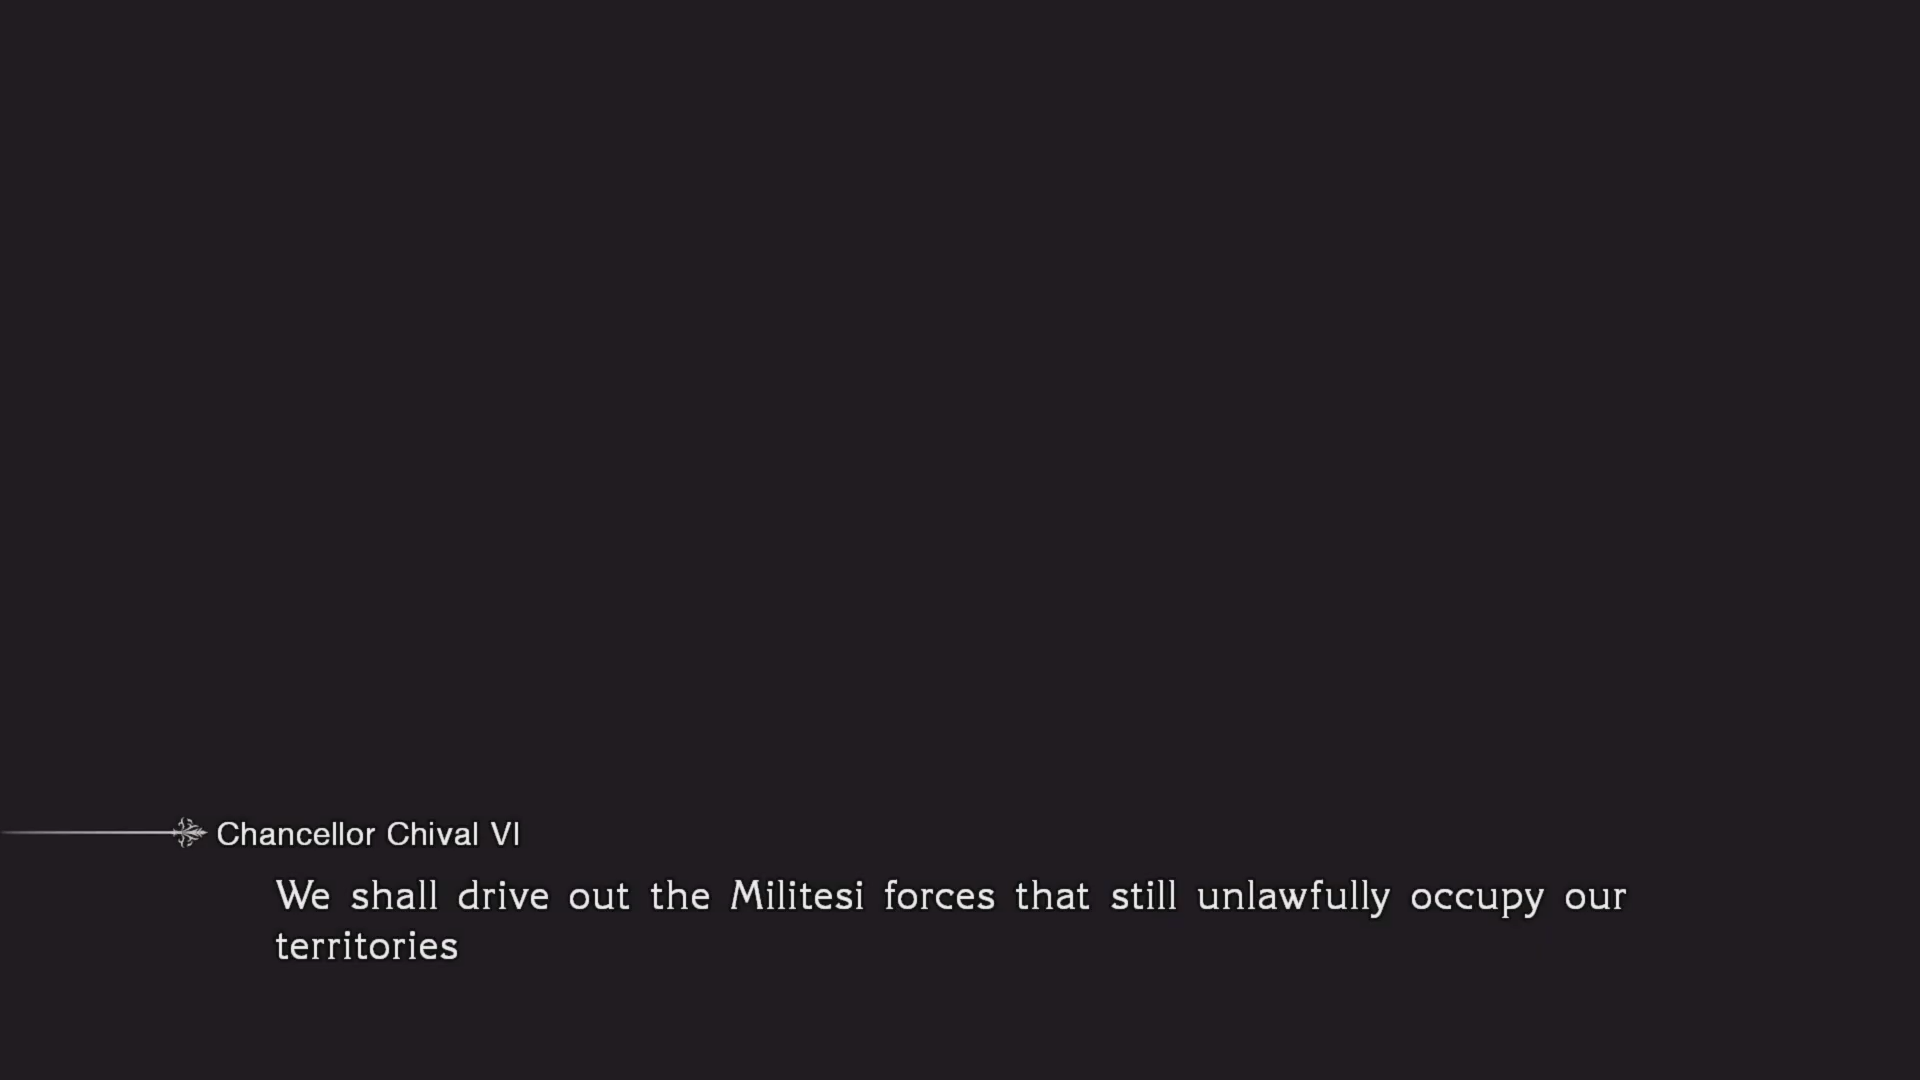 Chancellor Chival VI
We shall drive out the Militesi forces that still unlawfully occupy our
territories